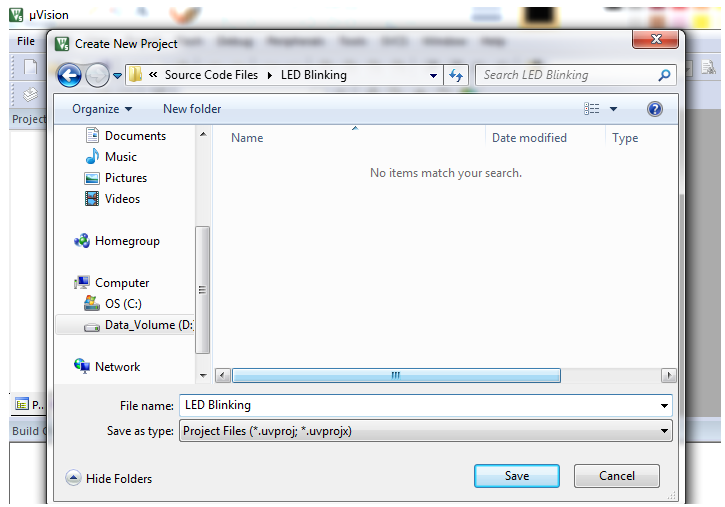 µVision
File
Create New Project
« Source Code Files ▸ LED Blinking
Search LED Blinking
Organize
New folder
Project
Documents
Music
Pictures
Videos
Homegroup
Computer
OS (C:)
Data_Volume (D:
Network
Name
Date modified
Type
No items match your search.
P...
File name: LED Blinking
Build
Save as type: Project Files (*.uvproj; *.uvprojx)
Hide Folders
Save
Cancel